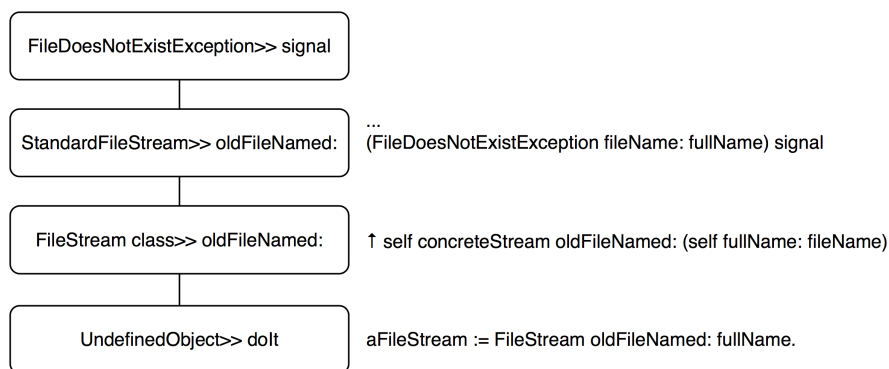 FileDoesNotExistException>> signal
...
StandardFileStream>> oldFileNamed:
(FileDoesNotExistException fileName: fullName) signal
FileStream class>> oldFileNamed:
↑ self concreteStream oldFileNamed: (self fullName: fileName)
UndefinedObject>> doIt
aFileStream := FileStream oldFileNamed: fullName.